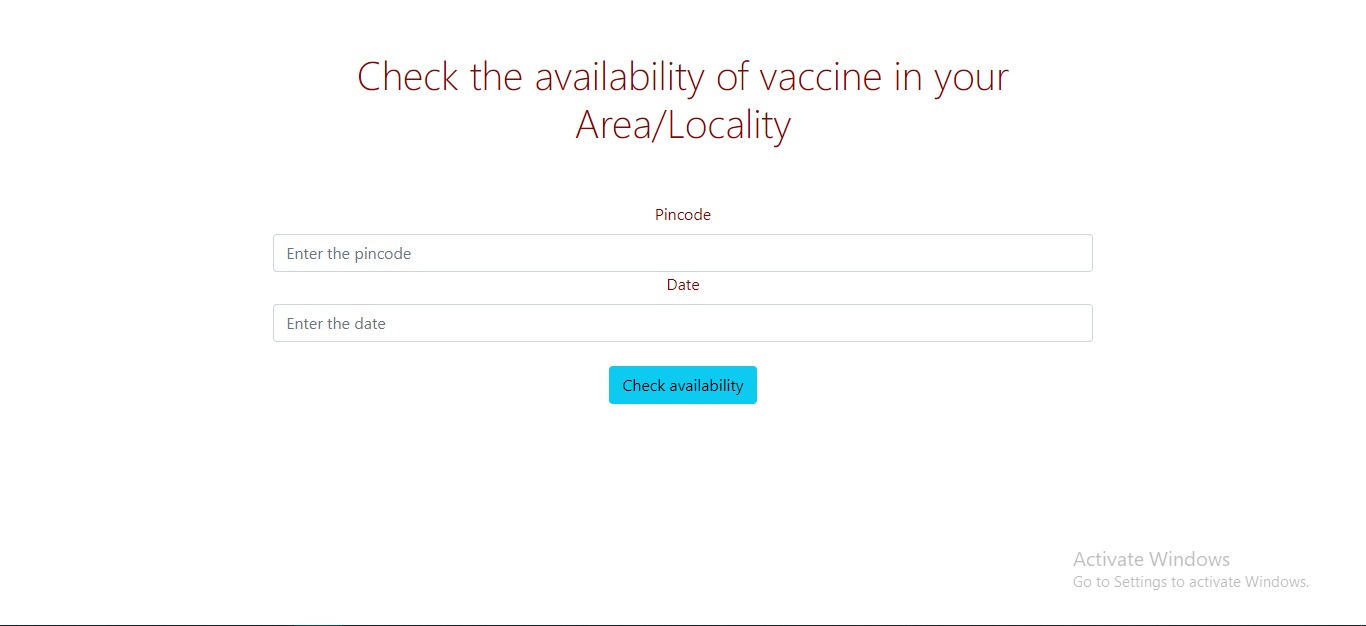 Check the availability of vaccine in your
Area/Locality
Pincode
Enter the pincode
Date
Enter the date
Check availability
Activate Windows
Go to Settings to activate Windows.